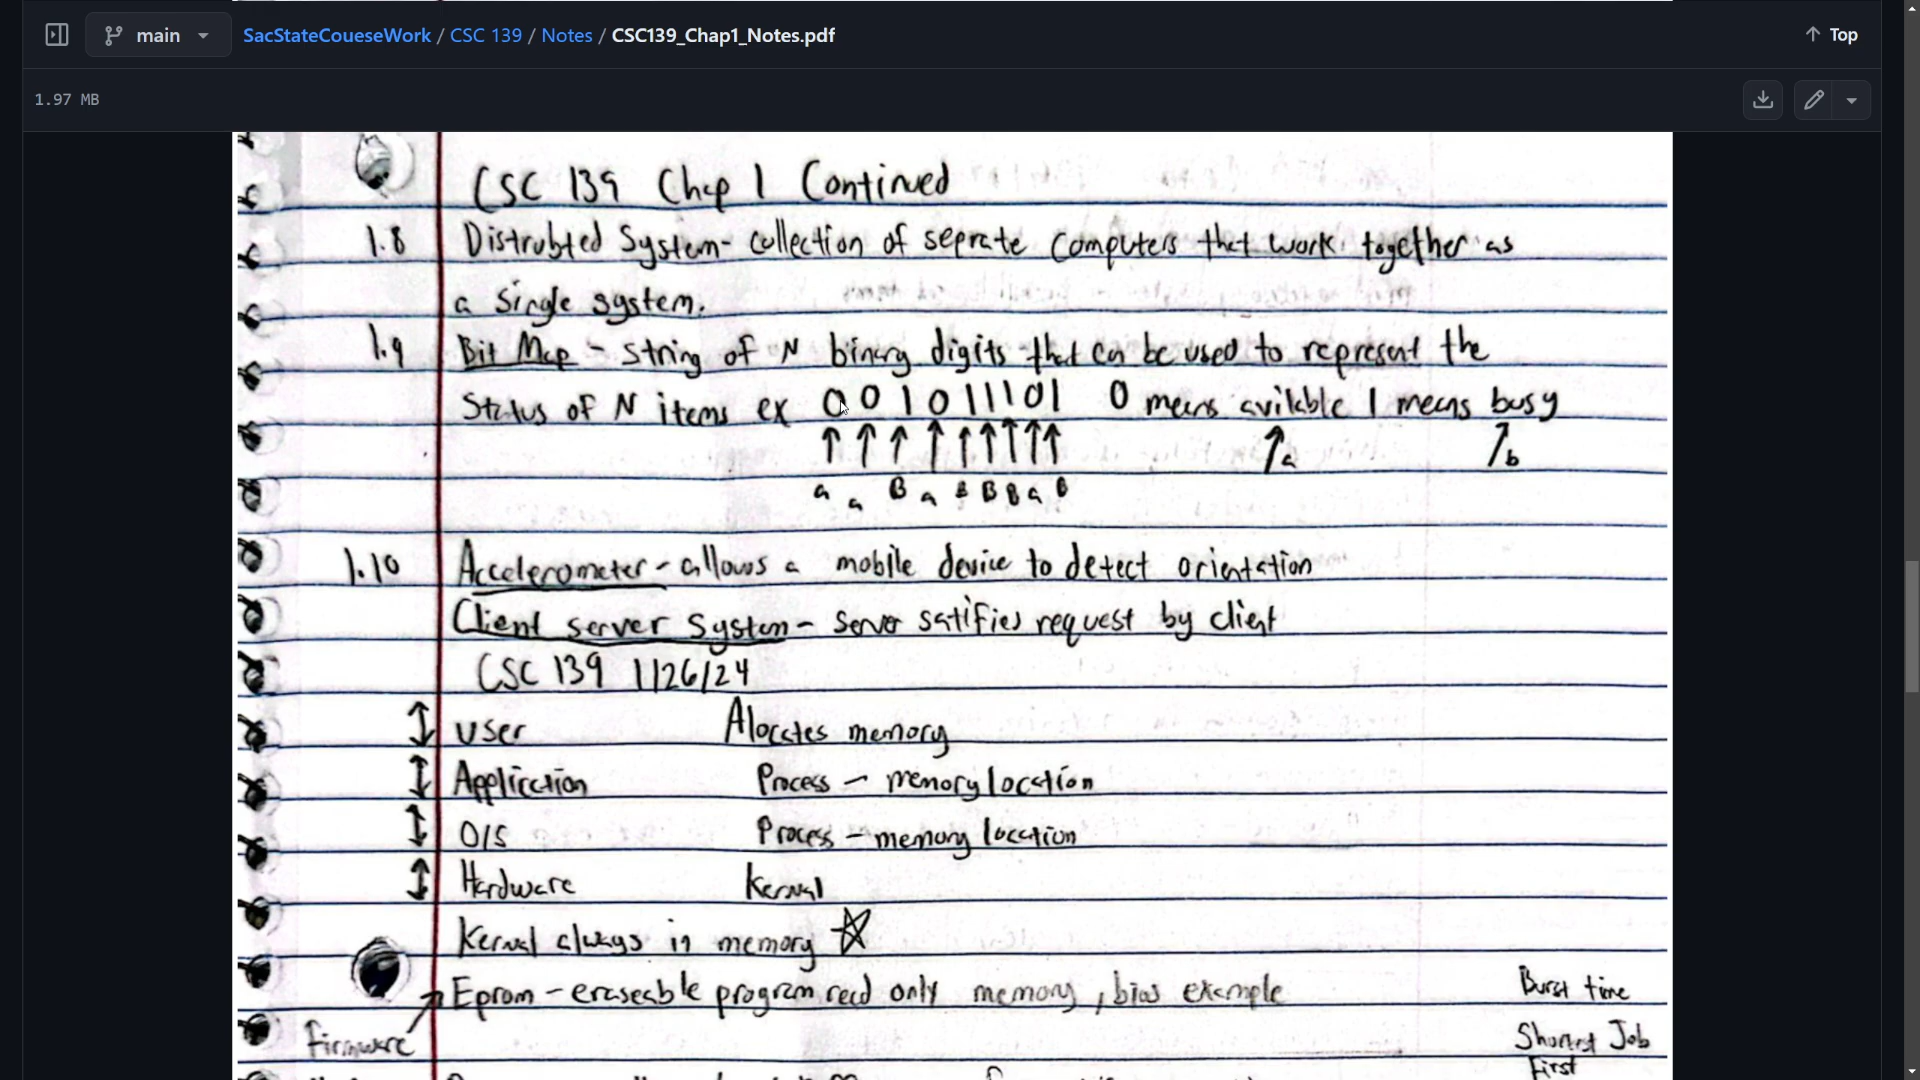 main
SacStateCoueseWork / CSC 139 / Notes / CSC139_Chap1_Notes.pdf
Top
1.97 MB
CSC 139 Chap 1 Continued
1.8 Distrubted System- collection of seprate computers that work together as
a single system.
1.9 Bit Map - string of N binary digits that can be used to represent the
Status of N items ex 0 0 1 0 1 1 1 0 1 0 means avilable 1 means busy
a b
a a B a B B B a B
1.10 Accelerometer - allows a mobile device to detect orientation
Client server system - server satifies request by client
CSC 139 1/26/24
User Alocates memory
Application Process - memory location
O/S Process - memory location
Hardware Kernal
Kernal always in memory
Eprom - eraseable program read only memory, bios example
Burst time
firmware
Shortest Job
First